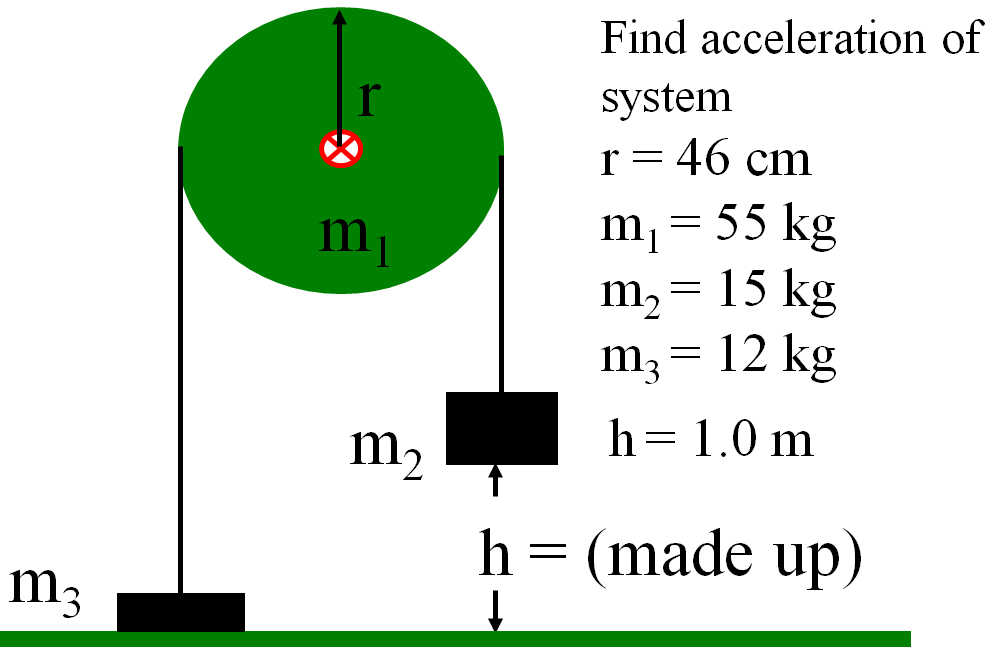 Find acceleration of
system
r = 46 cm
m₁ = 55 kg
m₂ = 15 kg
m₃ = 12 kg
h = 1.0 m
r
m₁
m₂
h = (made up)
m₃